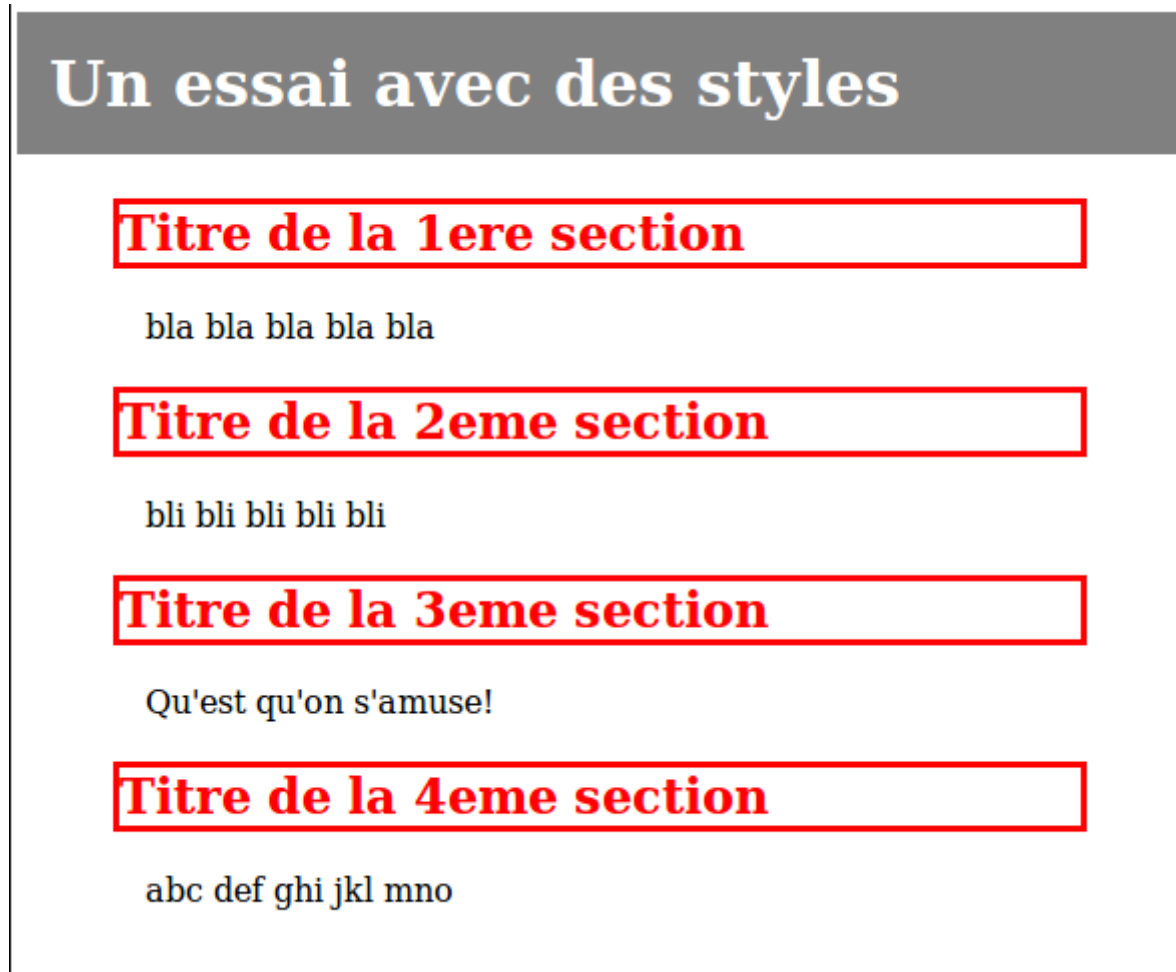 Un essai avec des styles
Titre de la 1ere section
bla bla bla bla bla
Titre de la 2eme section
bli bli bli bli bli
Titre de la 3eme section
Qu'est qu'on s'amuse!
Titre de la 4eme section
abc def ghi jkl mno